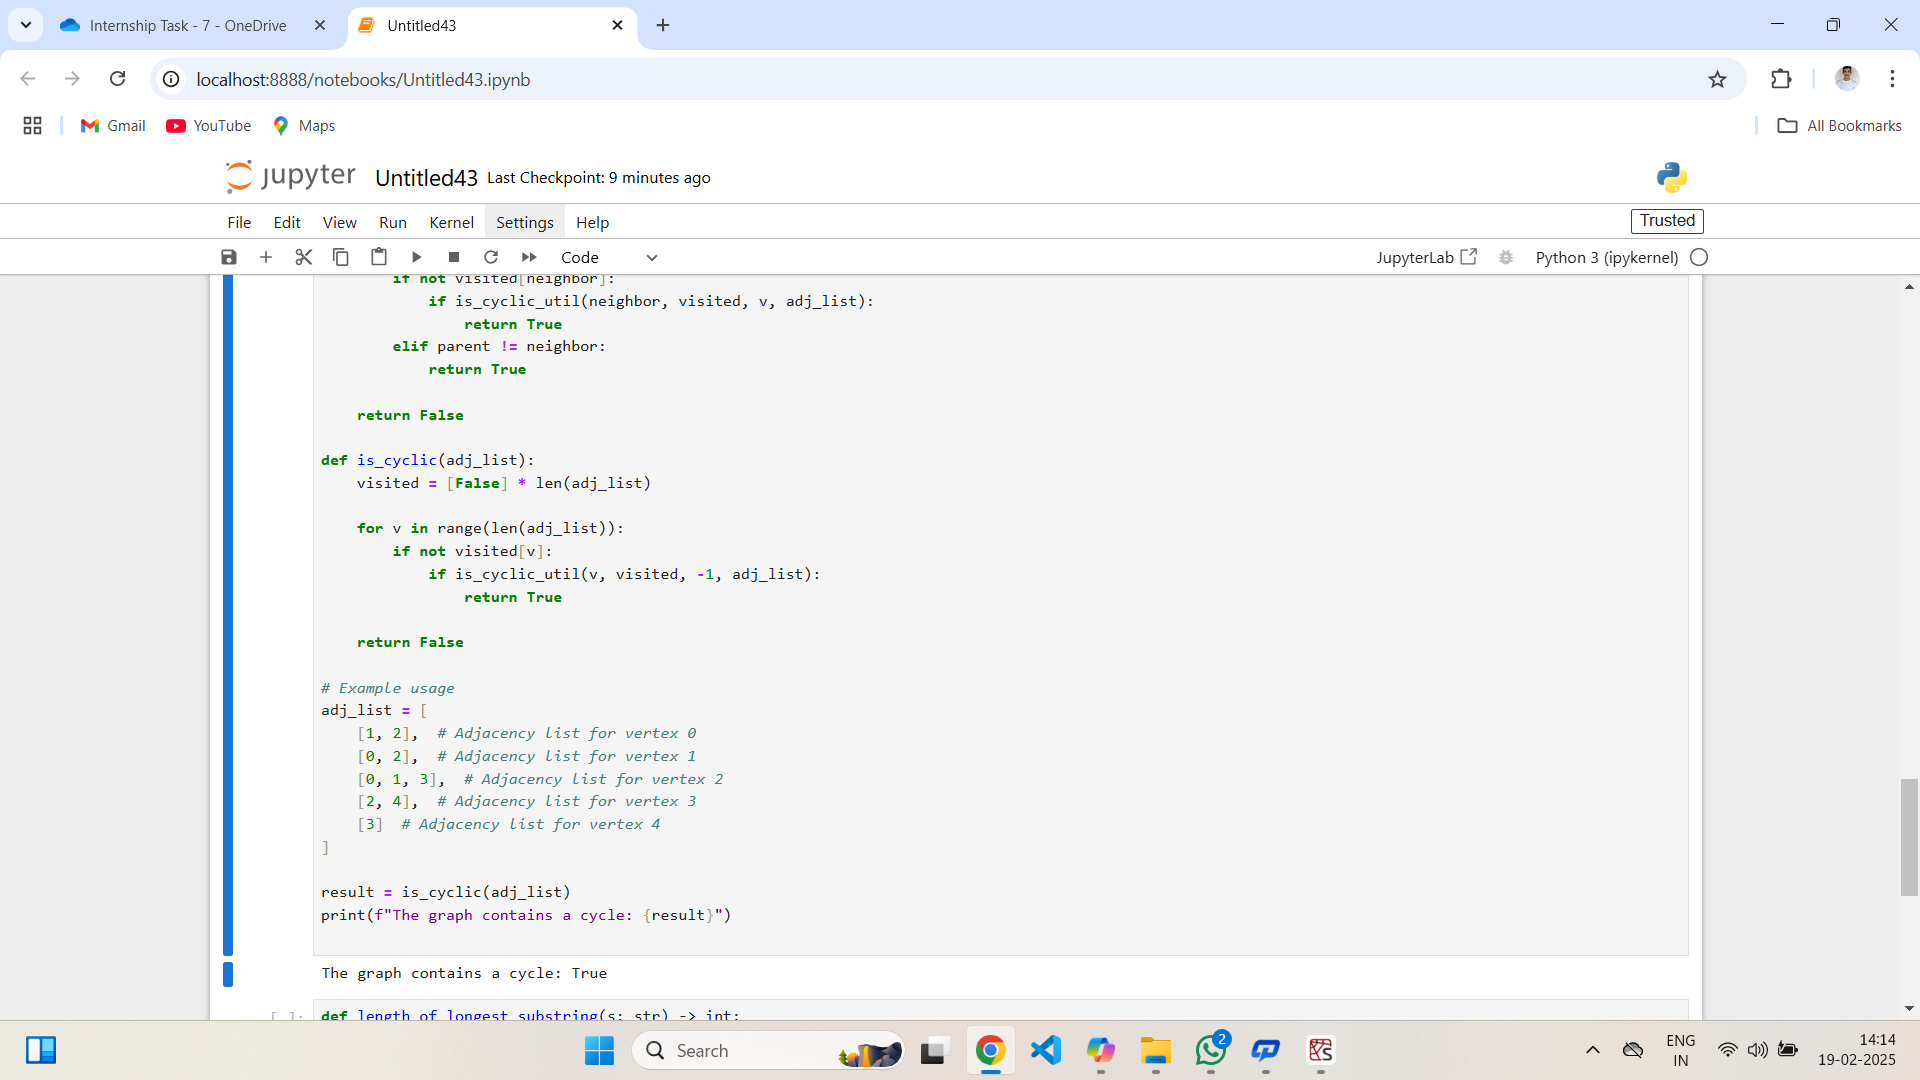 Internship Task - 7 - OneDrive
Untitled43
localhost:8888/notebooks/Untitled43.ipynb
Gmail
YouTube
Maps
All Bookmarks
jupyter
Untitled43
Last Checkpoint: 9 minutes ago
File
Edit
View
Run
Kernel
Settings
Help
Trusted
Code
JupyterLab
Python 3 (ipykernel)
        if not visited[neighbor]:
            if is_cyclic_util(neighbor, visited, v, adj_list):
                return True
        elif parent != neighbor:
            return True
    return False
def is_cyclic(adj_list):
    visited = [False] * len(adj_list)
    for v in range(len(adj_list)):
        if not visited[v]:
            if is_cyclic_util(v, visited, -1, adj_list):
                return True
    return False
# Example usage
adj_list = [
    [1, 2],  # Adjacency list for vertex 0
    [0, 2],  # Adjacency list for vertex 1
    [0, 1, 3],  # Adjacency list for vertex 2
    [2, 4],  # Adjacency list for vertex 3
    [3]  # Adjacency list for vertex 4
]
result = is_cyclic(adj_list)
print(f"The graph contains a cycle: {result}")
The graph contains a cycle: True
[ ]:
def length_of_longest_substring(s: str) -> int:
Search
2
ENG
IN
14:14
19-02-2025